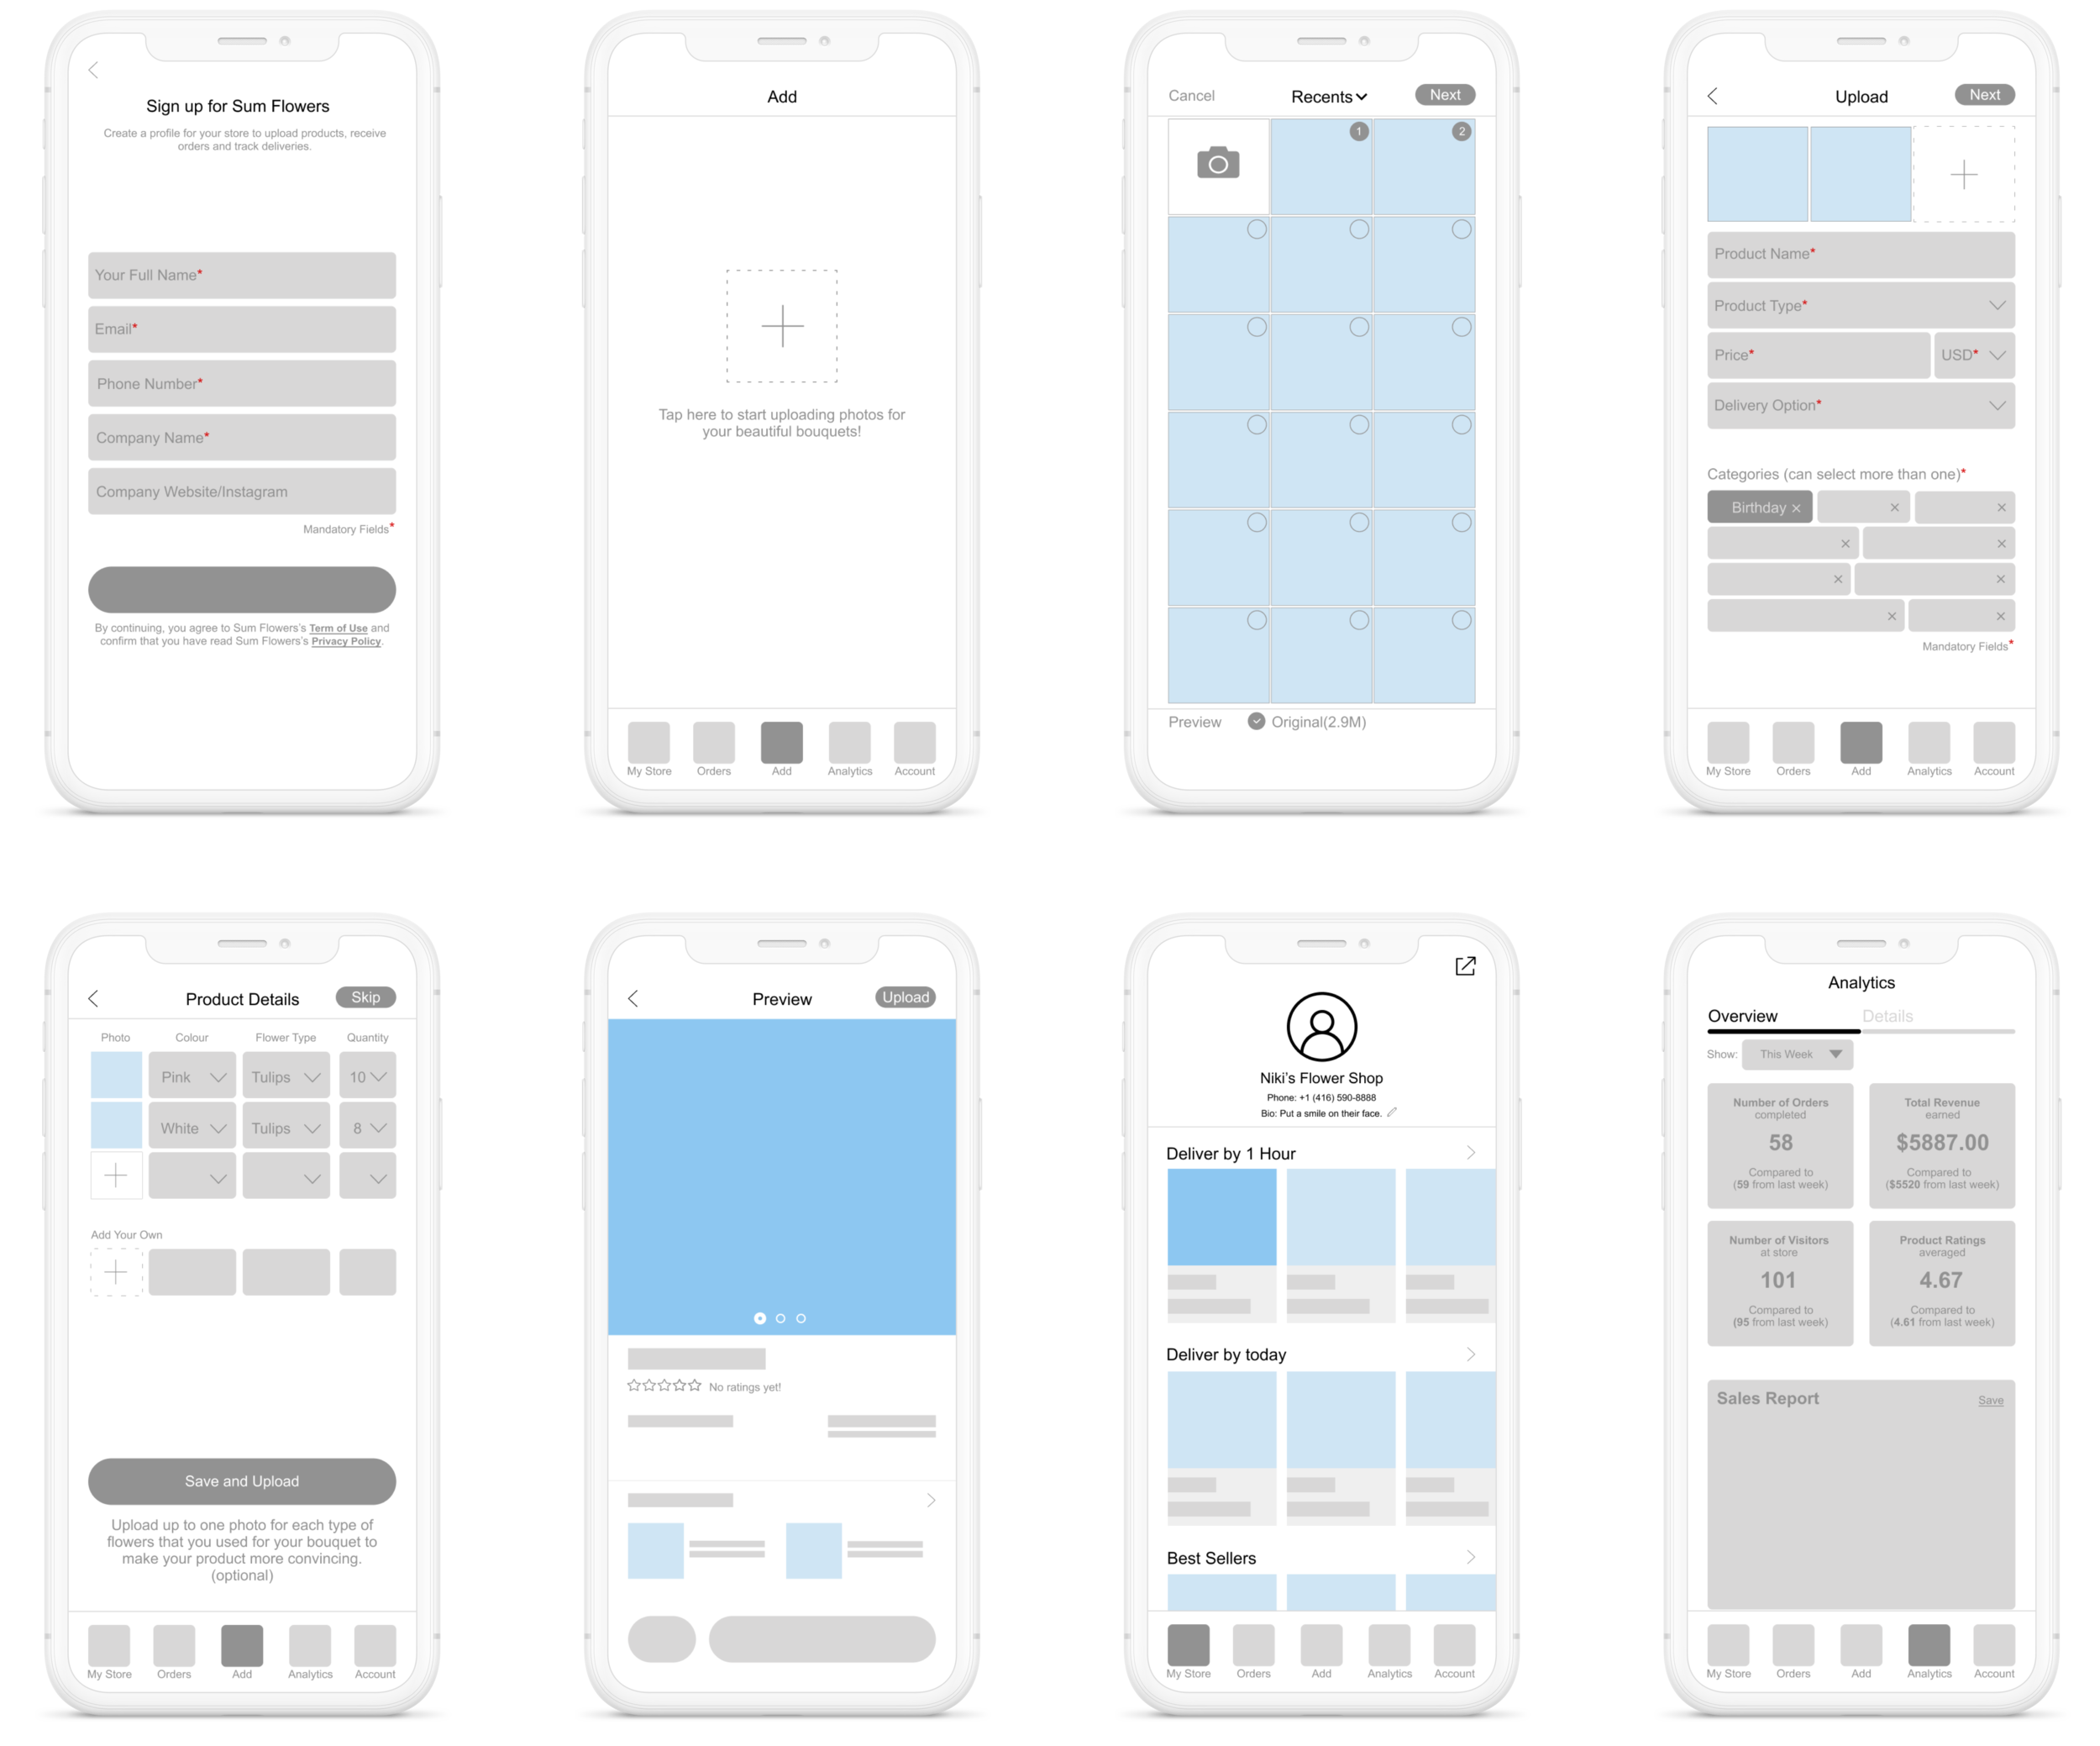 Sign up for Sum Flowers
Create a profile for your store to upload products, receive
orders and track deliveries.
Your Full Name*
Email*
Phone Number*
Company Name*
Company Website/Instagram
Mandatory Fields*
By continuing, you agree to Sum Flowers's Term of Use and
confirm that you have read Sum Flowers's Privacy Policy.
Add
Tap here to start uploading photos for
your beautiful bouquets!
My Store Orders Add Analytics Account
Cancel Recents Next
1 2
Preview Original(2.9M)
Upload Next
Product Name*
Product Type*
Price* USD*
Delivery Option*
Categories (can select more than one)*
Birthday ×
Mandatory Fields*
My Store Orders Add Analytics Account
Product Details Skip
Photo Colour Flower Type Quantity
Pink Tulips 10
White Tulips 8
Add Your Own
Save and Upload
Upload up to one photo for each type of
flowers that you used for your bouquet to
make your product more convincing.
(optional)
My Store Orders Add Analytics Account
Preview Upload
No ratings yet!
Niki's Flower Shop
Phone: +1 (416) 590-8888
Bio: Put a smile on their face.
Deliver by 1 Hour
Deliver by today
Best Sellers
My Store Orders Add Analytics Account
Analytics
Overview Details
Show: This Week
Number of Orders
completed
58
Compared to
(59 from last week)
Total Revenue
earned
$5887.00
Compared to
($5520 from last week)
Number of Visitors
at store
101
Compared to
(95 from last week)
Product Ratings
averaged
4.67
Compared to
(4.61 from last week)
Sales Report Save
My Store Orders Add Analytics Account